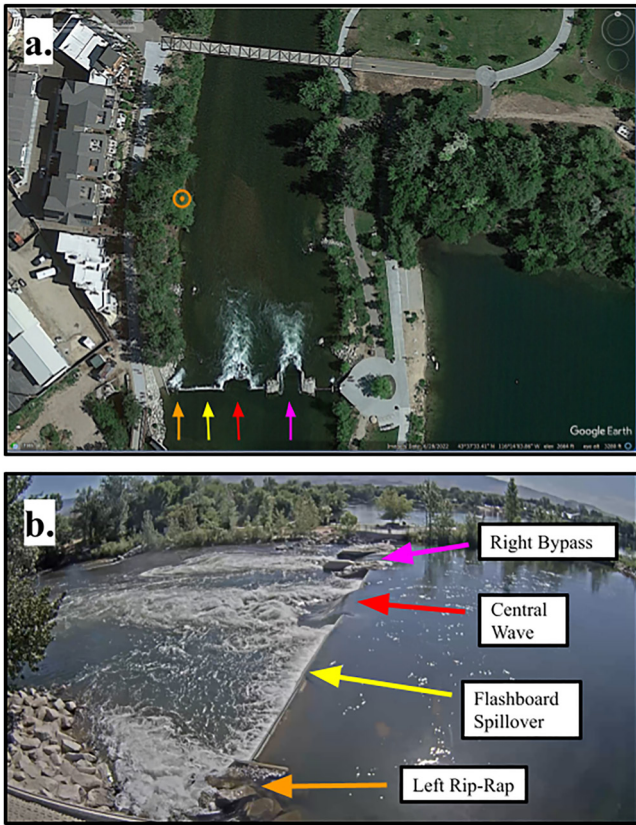 a.
Google Earth
b.
Right Bypass
Central
Wave
Flashboard
Spillover
Left Rip-Rap